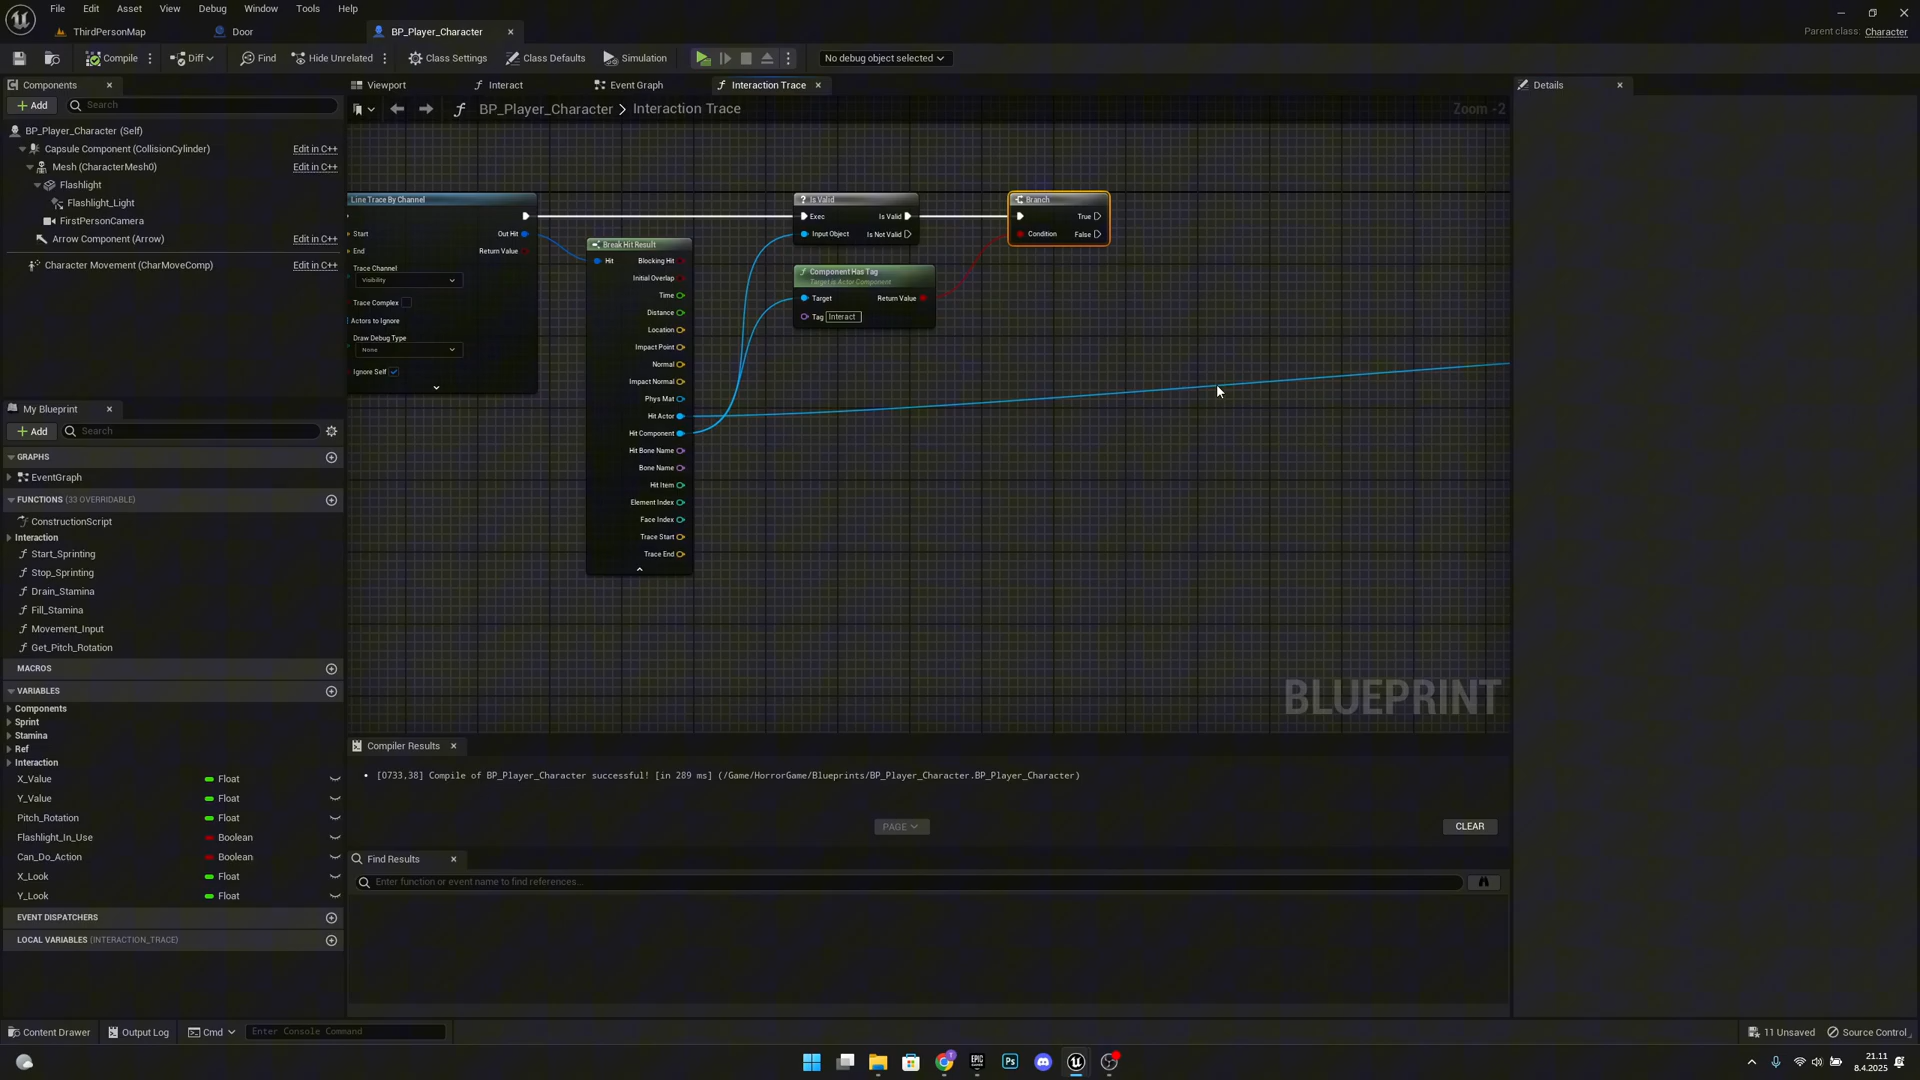 File Edit Asset View Debug Window Tools Help
ThirdPersonMap Door BP_Player_Character
Parent class: Character
Compile Diff Find Hide Unrelated Class Settings Class Defaults Simulation No debug object selected
Components
Viewport Interact Event Graph Interaction Trace
Details
Add Search
BP_Player_Character > Interaction Trace
Zoom -2
BP_Player_Character (Self)
Capsule Component (CollisionCylinder) Edit in C++
Mesh (CharacterMesh0) Edit in C++
Flashlight
Flashlight_Light
FirstPersonCamera
Arrow Component (Arrow) Edit in C++
Character Movement (CharMoveComp) Edit in C++
Line Trace By Channel
Out Hit
Start
Return Value
End
Trace Channel
Visibility
Trace Complex
Actors to Ignore
Draw Debug Type
None
Ignore Self
Break Hit Result
Hit Blocking Hit
Initial Overlap
Time
Distance
Location
Impact Point
Normal
Impact Normal
Phys Mat
Hit Actor
Hit Component
Hit Bone Name
Bone Name
Hit Item
Element Index
Face Index
Trace Start
Trace End
? Is Valid
Exec Is Valid
Input Object Is Not Valid
Component Has Tag
Target is Actor Component
Target Return Value
Tag Interact
Branch
True
Condition False
BLUEPRINT
My Blueprint
Add Search
GRAPHS
EventGraph
FUNCTIONS (33 OVERRIDABLE)
ConstructionScript
Interaction
Start_Sprinting
Stop_Sprinting
Drain_Stamina
Fill_Stamina
Movement_Input
Get_Pitch_Rotation
MACROS
VARIABLES
Components
Sprint
Stamina
Ref
Interaction
X_Value Float
Y_Value Float
Pitch_Rotation Float
Flashlight_In_Use Boolean
Can_Do_Action Boolean
X_Look Float
Y_Look Float
EVENT DISPATCHERS
LOCAL VARIABLES (INTERACTION_TRACE)
Compiler Results
[0733,38] Compile of BP_Player_Character successful! [in 289 ms] (/Game/HorrorGame/Blueprints/BP_Player_Character.BP_Player_Character)
PAGE CLEAR
Find Results
Enter function or event name to find references...
Content Drawer Output Log Cmd Enter Console Command
11 Unsaved Source Control
Ps
21.11
8.4.2025